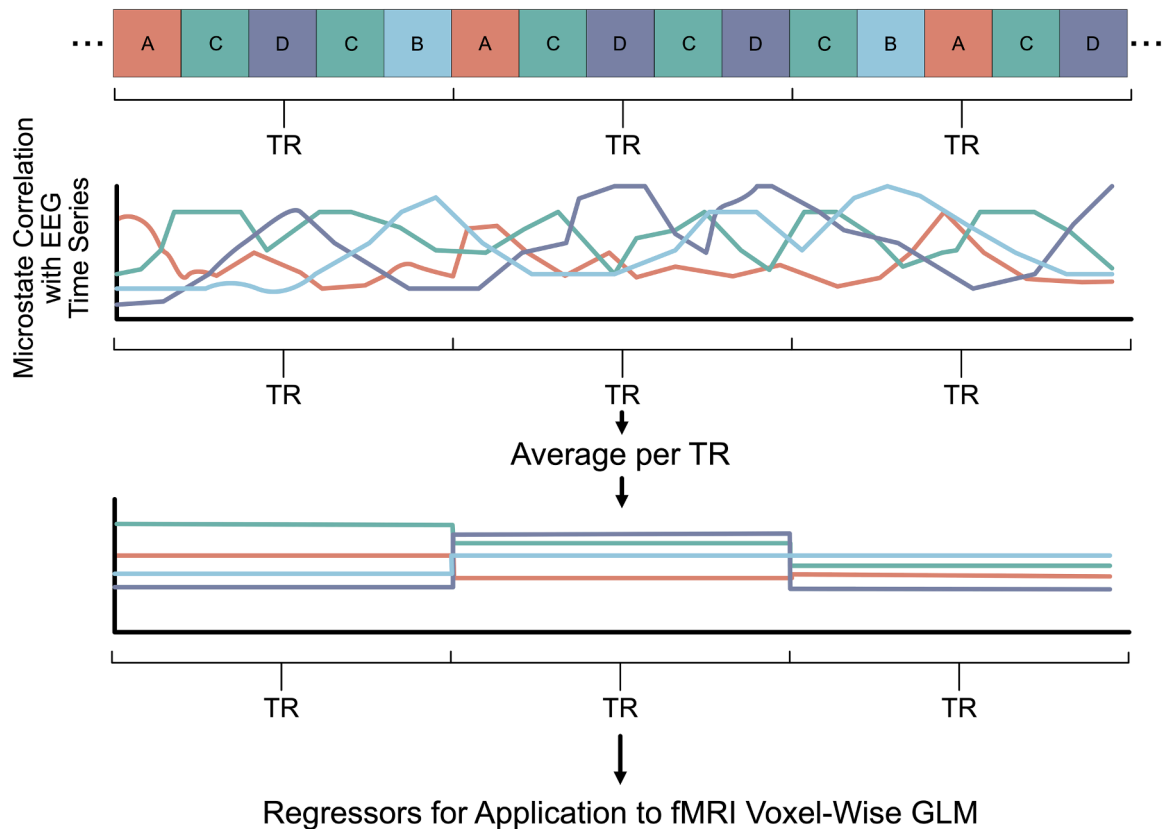 ... A C D C B A C D C D C B A C D ...
TR TR TR
Microstate Correlation
with EEG
Time Series
TR TR TR
Average per TR
TR TR TR
Regressors for Application to fMRI Voxel-Wise GLM